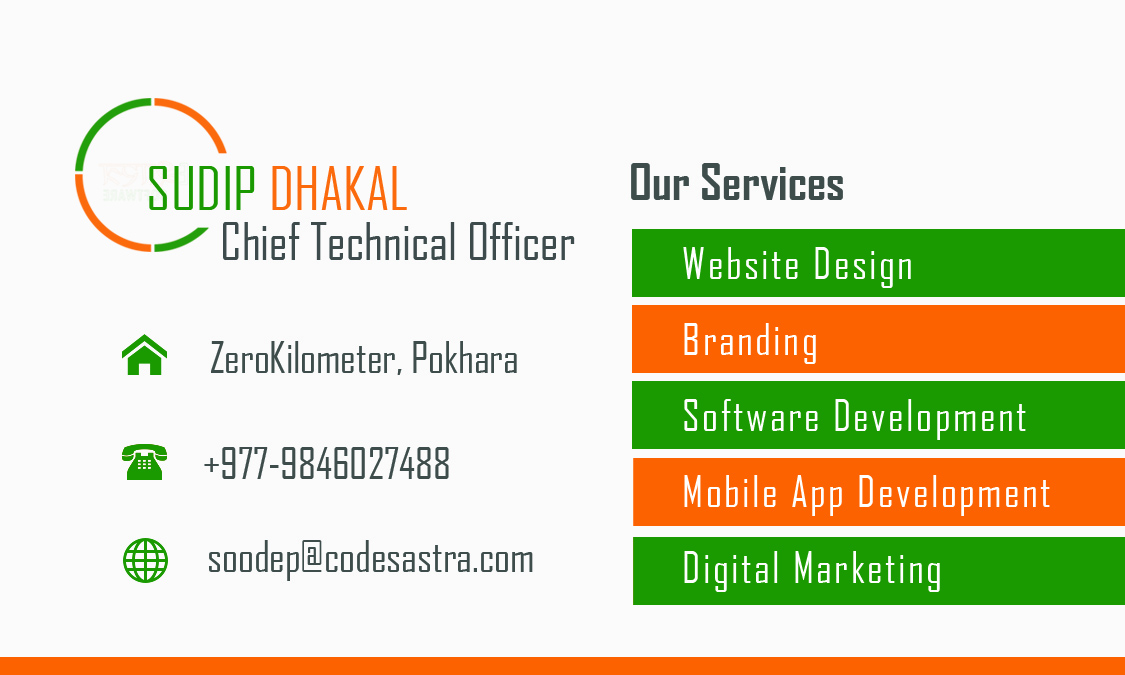 SUDIP DHAKAL
Chief Technical Officer
ZeroKilometer, Pokhara
+977-9846027488
soodep@codesastra.com
Our Services
Website Design
Branding
Software Development
Mobile App Development
Digital Marketing